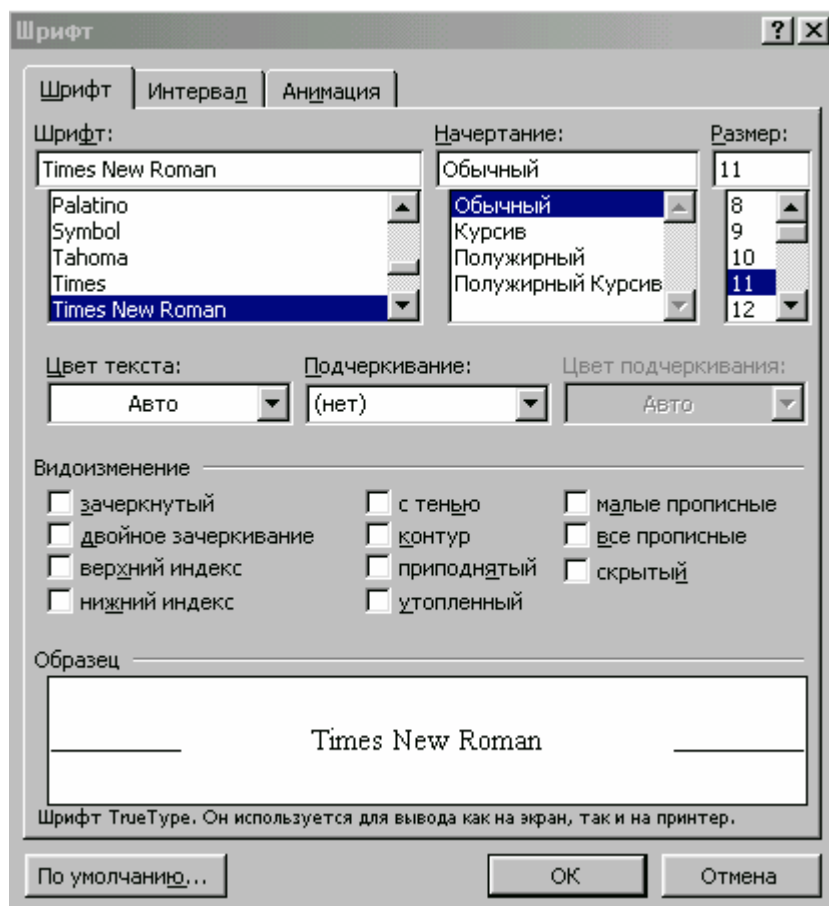 Шрифт
Шрифт Интервал Анимация
Шрифт: Начертание: Размер:
Times New Roman Обычный 11
Palatino Обычный 8
Symbol Курсив 9
Tahoma Полужирный 10
Times Полужирный Курсив 11
Times New Roman 12
Цвет текста: Подчеркивание: Цвет подчеркивания:
Авто (нет) Авто
Видоизменение
зачеркнутый с тенью малые прописные
двойное зачеркивание контур все прописные
верхний индекс приподнятый скрытый
нижний индекс утопленный
Образец
Times New Roman
Шрифт TrueType. Он используется для вывода как на экран, так и на принтер.
По умолчанию... ОК Отмена